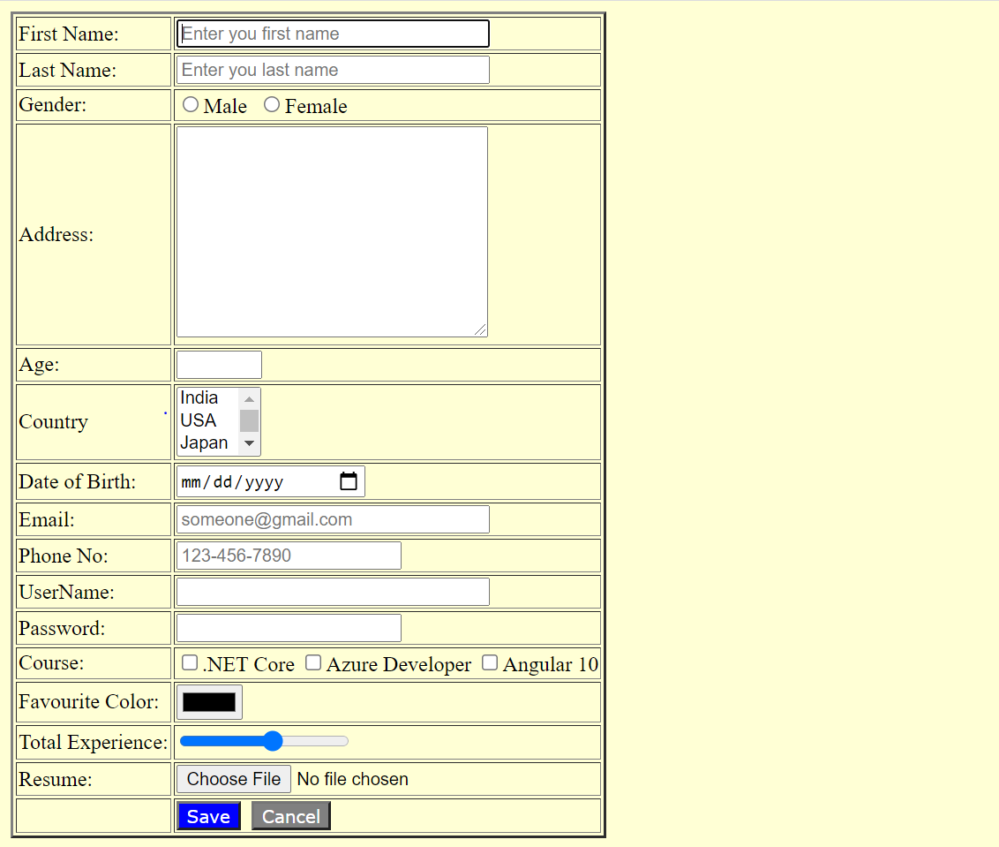 First Name: Enter you first name
Last Name: Enter you last name
Gender: Male Female
Address:
Age:
Country India
USA
Japan
Date of Birth: mm/dd/yyyy
Email: someone@gmail.com
Phone No: 123-456-7890
UserName:
Password:
Course: .NET Core Azure Developer Angular 10
Favourite Color:
Total Experience:
Resume: Choose File No file chosen
Save Cancel